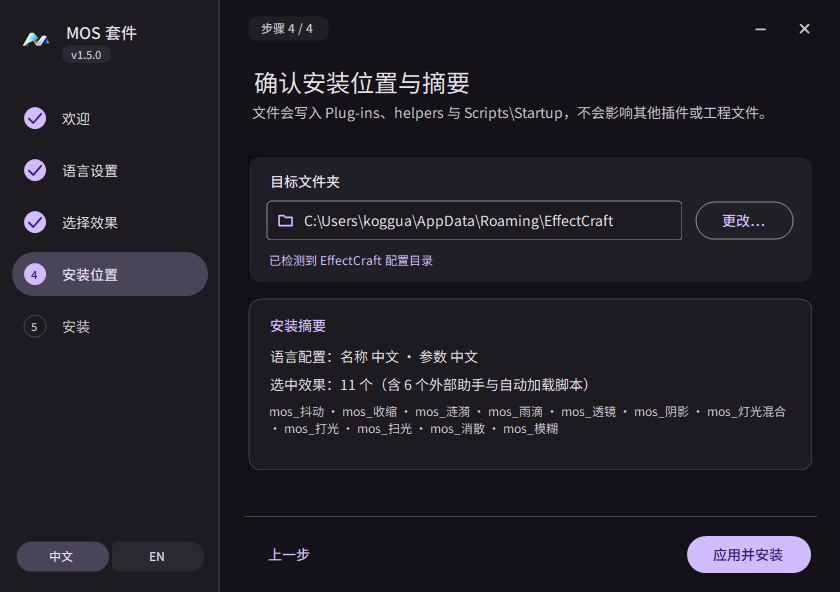 MOS 套件
v1.5.0
欢迎
语言设置
选择效果
4 安装位置
5 安装
中文
EN
步骤 4 / 4
确认安装位置与摘要
文件会写入 Plug-ins、helpers 与 Scripts\Startup，不会影响其他插件或工程文件。
目标文件夹
C:\Users\koggua\AppData\Roaming\EffectCraft
更改...
已检测到 EffectCraft 配置目录
安装摘要
语言配置：名称 中文 · 参数 中文
选中效果：11 个（含 6 个外部助手与自动加载脚本）
mos_抖动 · mos_收缩 · mos_涟漪 · mos_雨滴 · mos_透镜 · mos_阴影 · mos_灯光混合
· mos_打光 · mos_扫光 · mos_消散 · mos_模糊
上一步
应用并安装